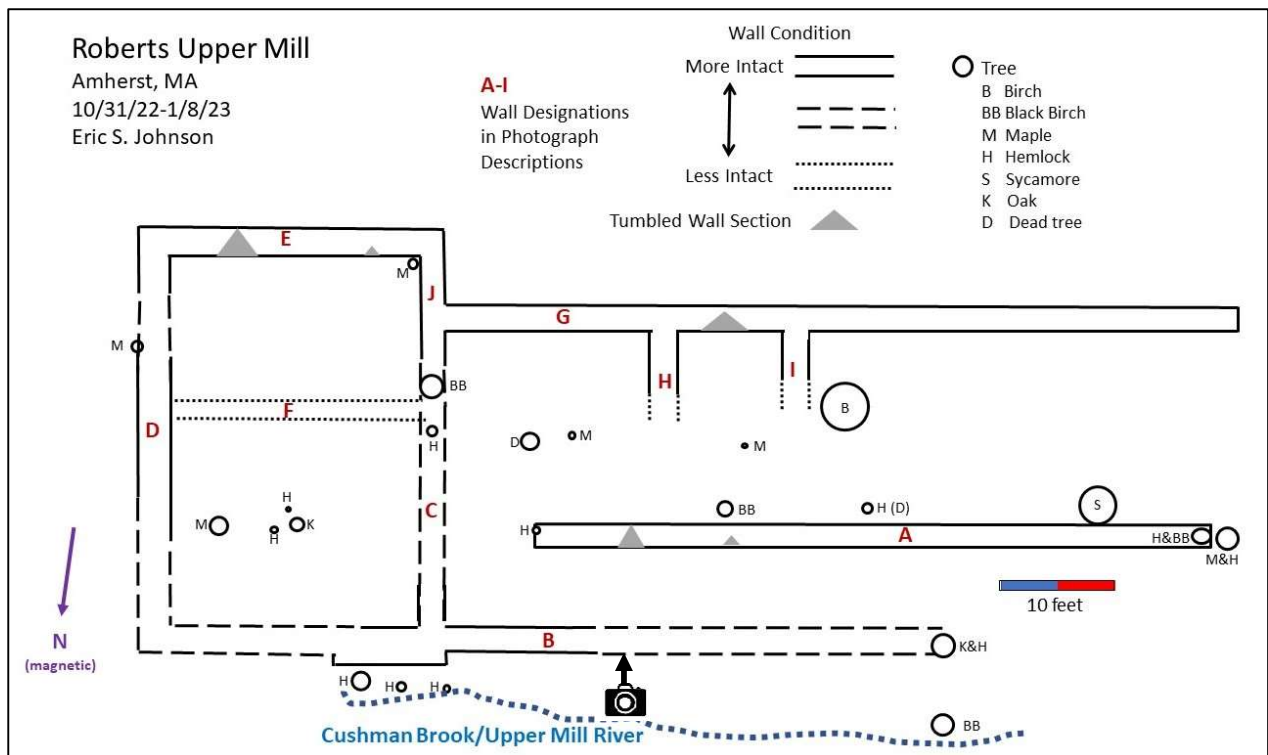 Roberts Upper Mill
Amherst, MA
10/31/22-1/8/23
Eric S. Johnson
A-I
Wall Designations
in Photograph
Descriptions
Wall Condition
More Intact
Less Intact
Tumbled Wall Section
Tree
B Birch
BB Black Birch
M Maple
H Hemlock
S Sycamore
K Oak
D Dead tree
E
M
J
G
M
BB
H
I
B
F
D
H
D
M
M
C
H
M
K
H
BB
H (D)
S
H
A
H&BB
M&H
10 feet
N
(magnetic)
B
K&H
H
H
H
BB
Cushman Brook/Upper Mill River